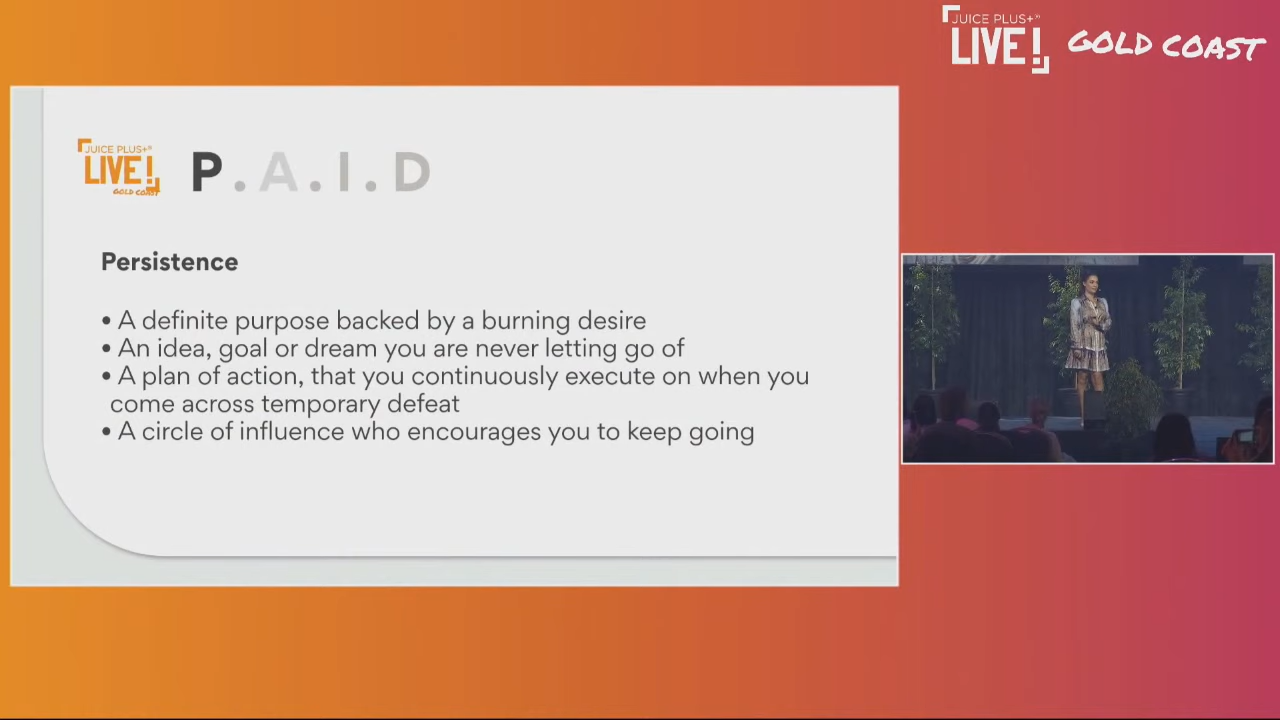 JUICE PLUS+®
LIVE! GOLD COAST
JUICE PLUS+®
LIVE!
GOLD COAST
P.A.I.D
Persistence
• A definite purpose backed by a burning desire
• An idea, goal or dream you are never letting go of
• A plan of action, that you continuously execute on when you
come across temporary defeat
• A circle of influence who encourages you to keep going